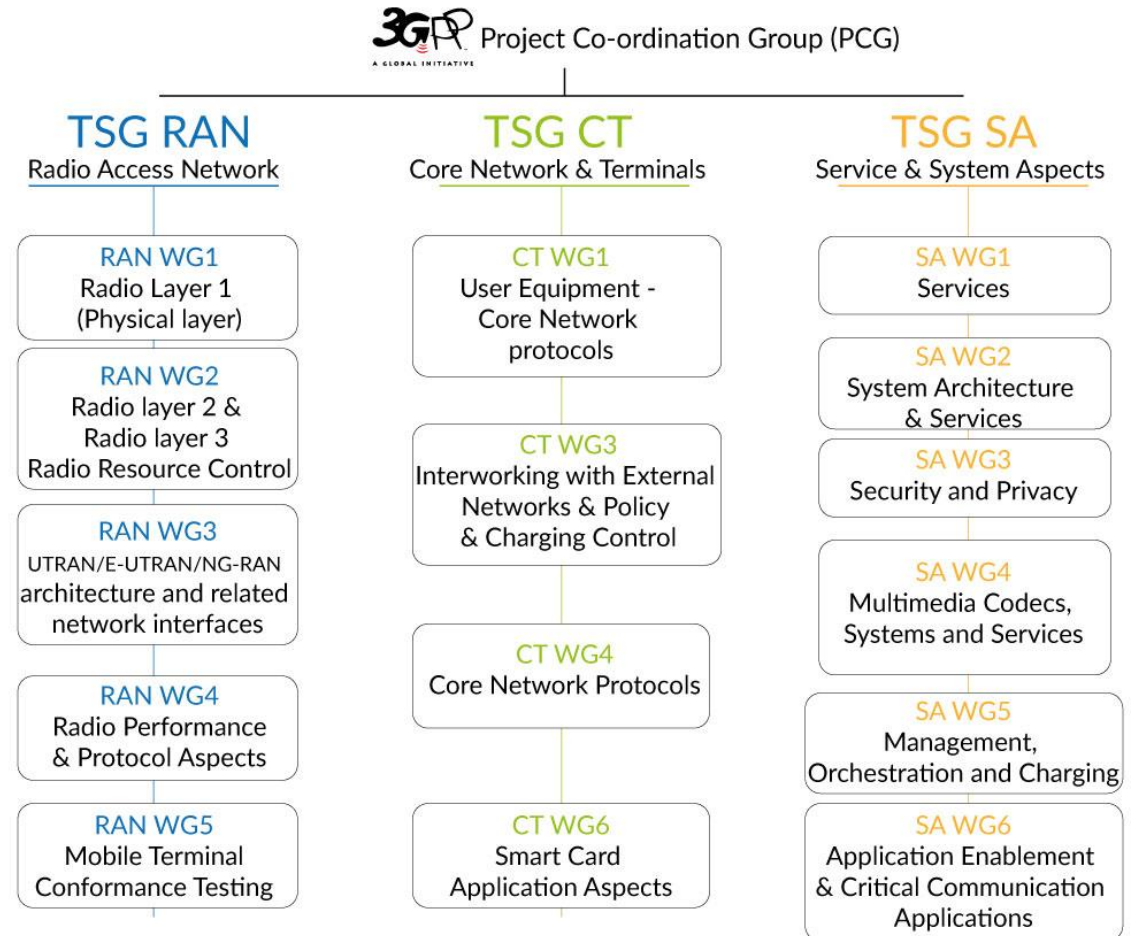 3GPP
A GLOBAL INITIATIVE
Project Co-ordination Group (PCG)
TSG RAN
Radio Access Network
RAN WG1
Radio Layer 1
(Physical layer)
RAN WG2
Radio layer 2 &
Radio layer 3
Radio Resource Control
RAN WG3
UTRAN/E-UTRAN/NG-RAN
architecture and related
network interfaces
RAN WG4
Radio Performance
& Protocol Aspects
RAN WG5
Mobile Terminal
Conformance Testing
TSG CT
Core Network & Terminals
CT WG1
User Equipment -
Core Network
protocols
CT WG3
Interworking with External
Networks & Policy
& Charging Control
CT WG4
Core Network Protocols
CT WG6
Smart Card
Application Aspects
TSG SA
Service & System Aspects
SA WG1
Services
SA WG2
System Architecture
& Services
SA WG3
Security and Privacy
SA WG4
Multimedia Codecs,
Systems and Services
SA WG5
Management,
Orchestration and Charging
SA WG6
Application Enablement
& Critical Communication
Applications